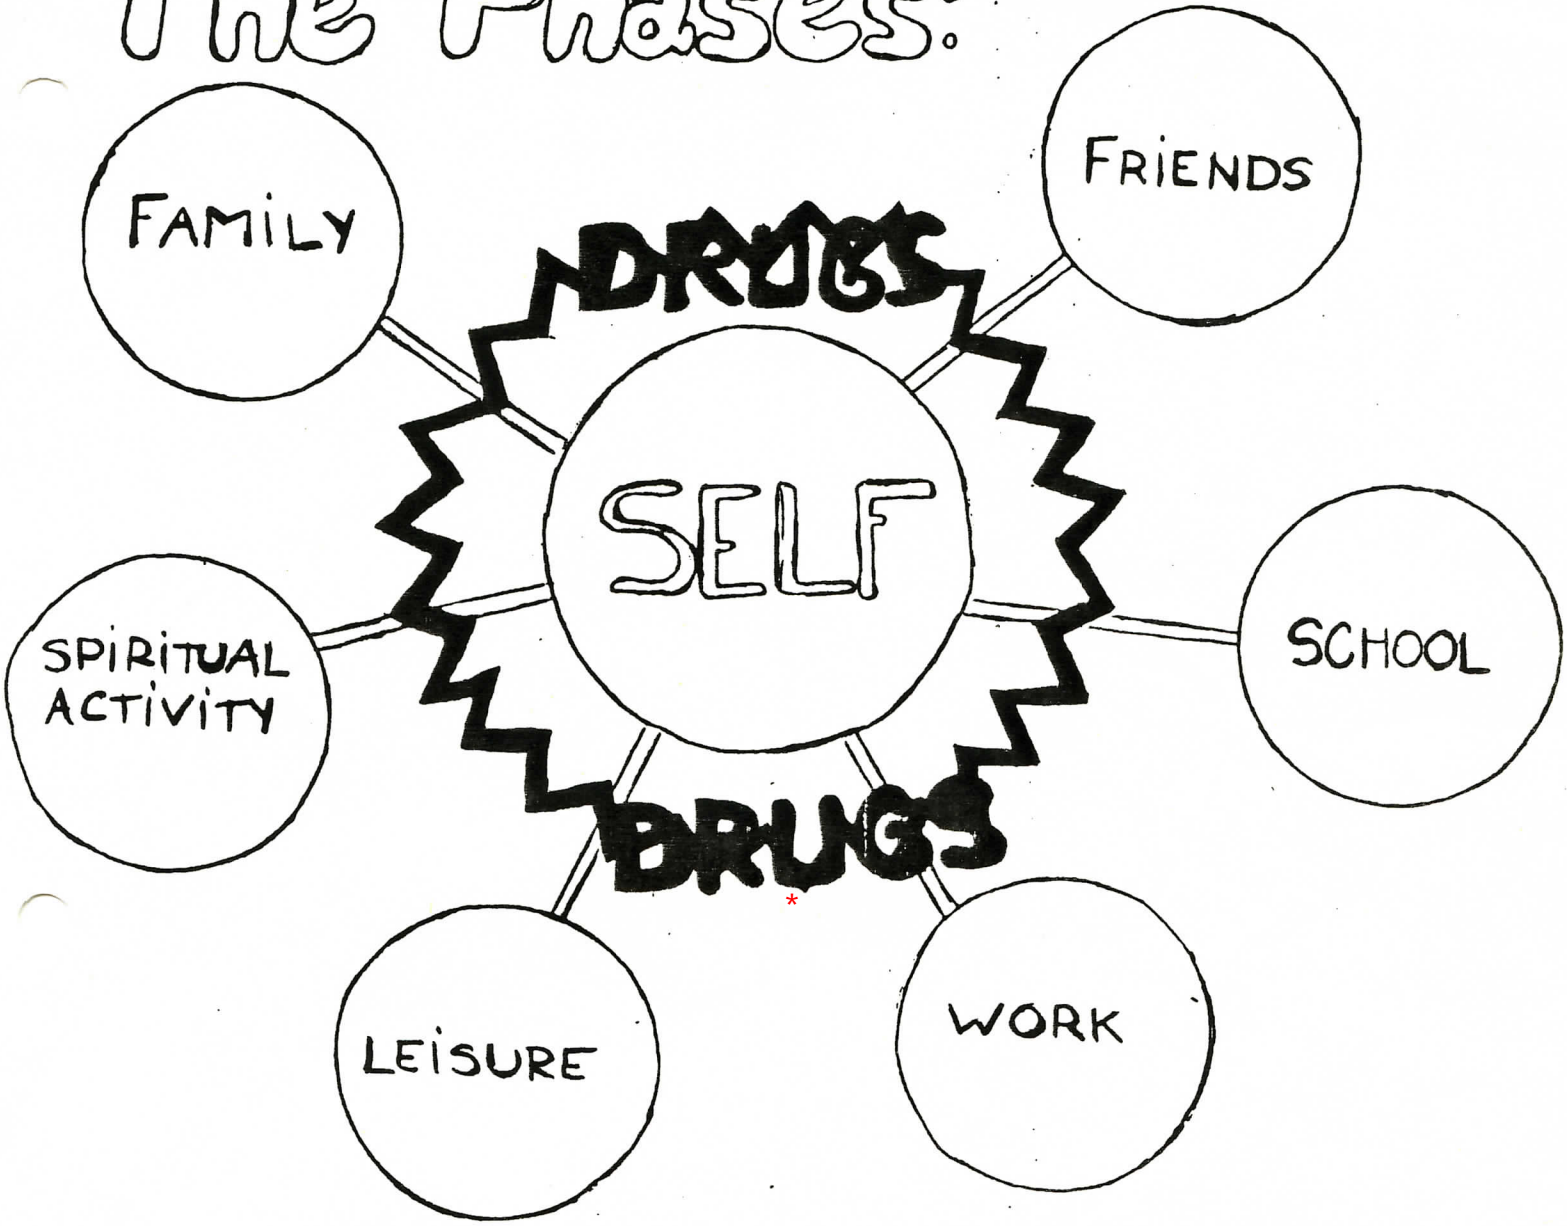 The Phases:
FRiENDS
FAMiLY
DRUGS
SELF
SCHOOL
SPiRiTUAL
ACTiViTY
DRUGS
*
WORK
LEiSURE